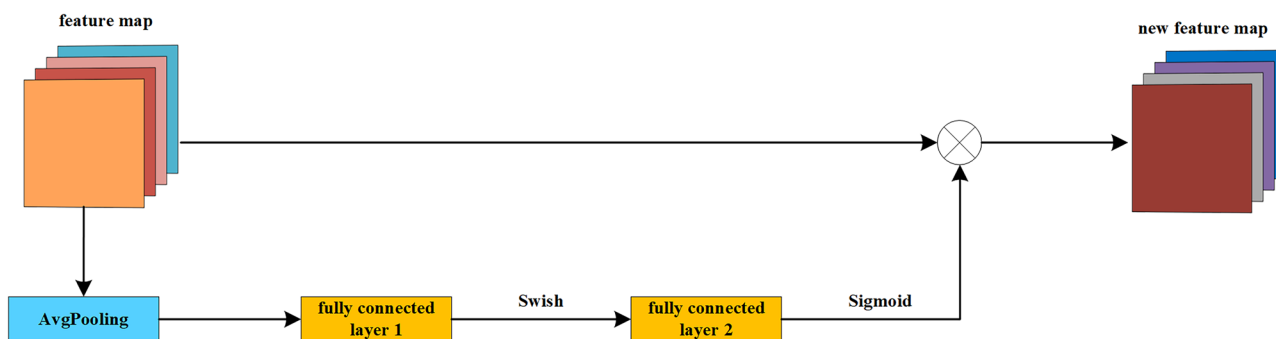 feature map
new feature map
AvgPooling
fully connected
layer 1
Swish
fully connected
layer 2
Sigmoid